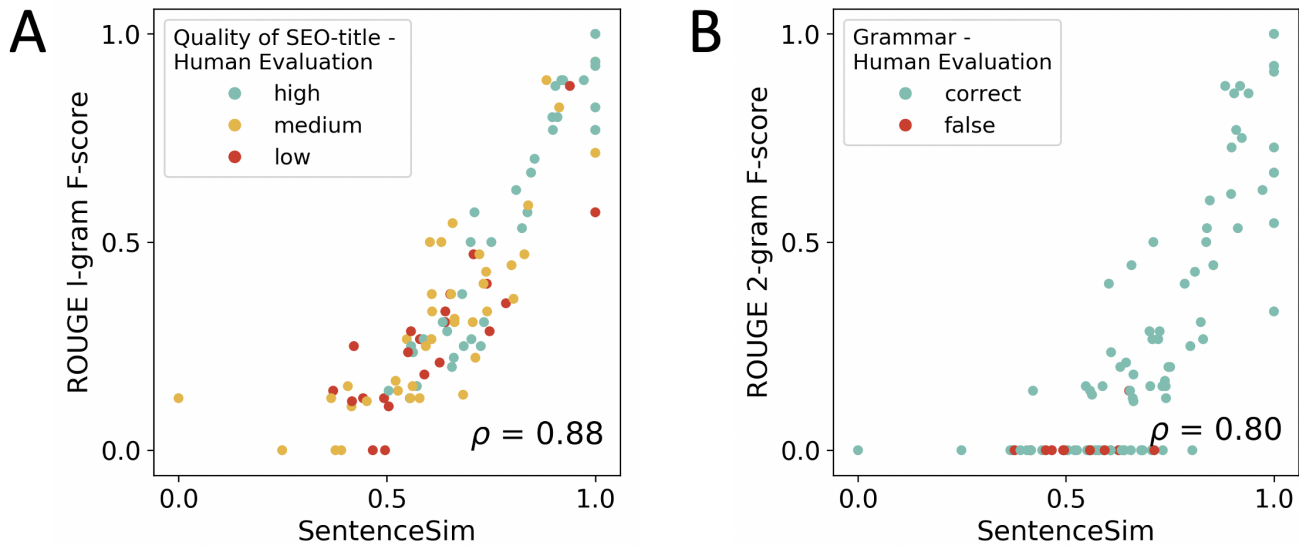 A
ROUGE l-gram F-score
1.0
0.5
0.0
Quality of SEO-title -
Human Evaluation
high
medium
low
ρ = 0.88
0.0 0.5 1.0
SentenceSim
B
ROUGE 2-gram F-score
1.0
0.5
0.0
Grammar -
Human Evaluation
correct
false
ρ = 0.80
0.0 0.5 1.0
SentenceSim